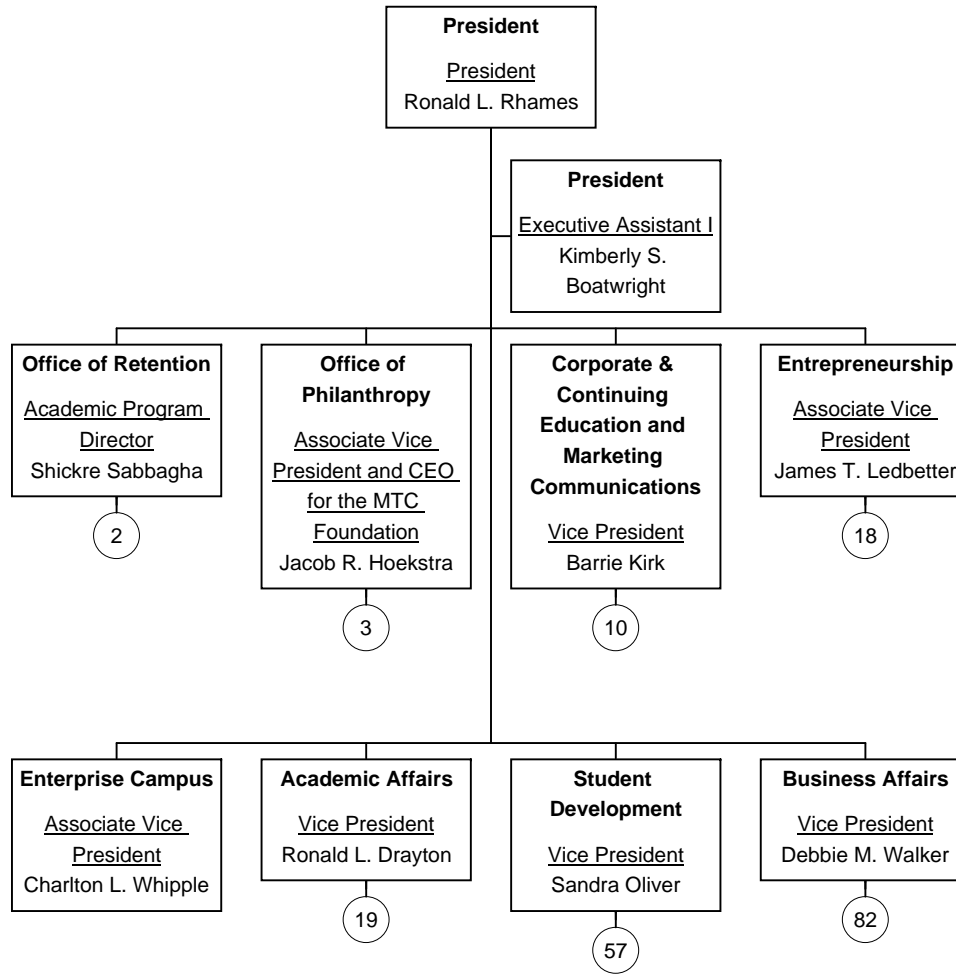 President
President
Ronald L. Rhames
President
Executive Assistant I
Kimberly S.
Boatwright
Office of Retention
Academic Program
Director
Shickre Sabbagha
2
Office of
Philanthropy
Associate Vice
President and CEO
for the MTC
Foundation
Jacob R. Hoekstra
3
Corporate &
Continuing
Education and
Marketing
Communications
Vice President
Barrie Kirk
10
Entrepreneurship
Associate Vice
President
James T. Ledbetter
18
Enterprise Campus
Associate Vice
President
Charlton L. Whipple
Academic Affairs
Vice President
Ronald L. Drayton
19
Student
Development
Vice President
Sandra Oliver
57
Business Affairs
Vice President
Debbie M. Walker
82